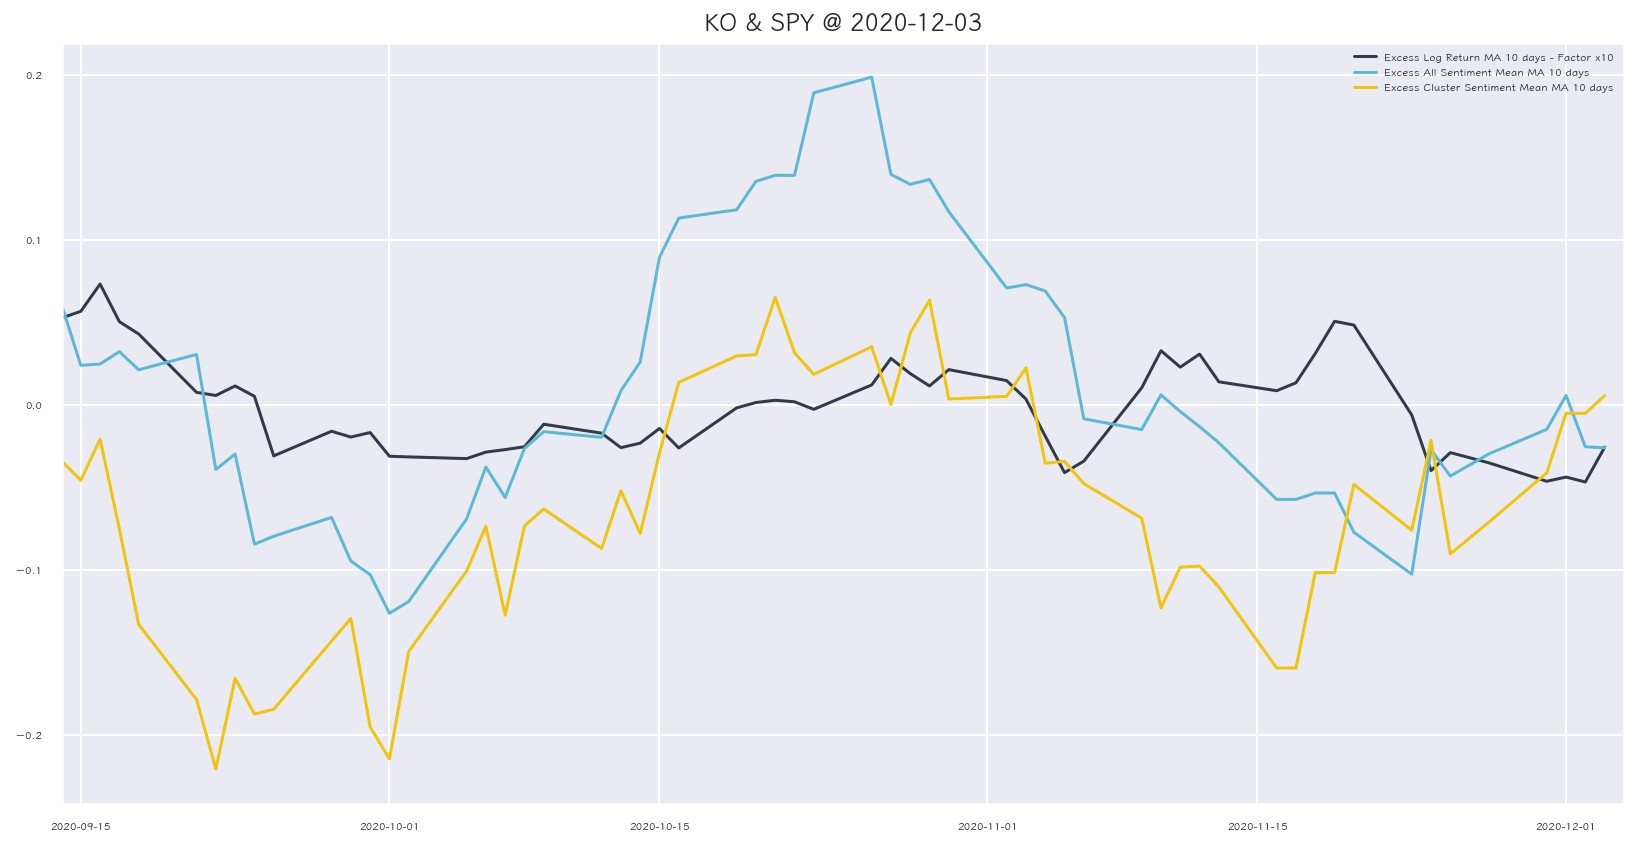 KO & SPY @ 2020-12-03
Excess Log Return MA 10 days - Factor x10
Excess All Sentiment Mean MA 10 days
Excess Cluster Sentiment Mean MA 10 days
0.2
0.1
0.0
−0.1
−0.2
2020-09-15 2020-10-01 2020-10-15 2020-11-01 2020-11-15 2020-12-01